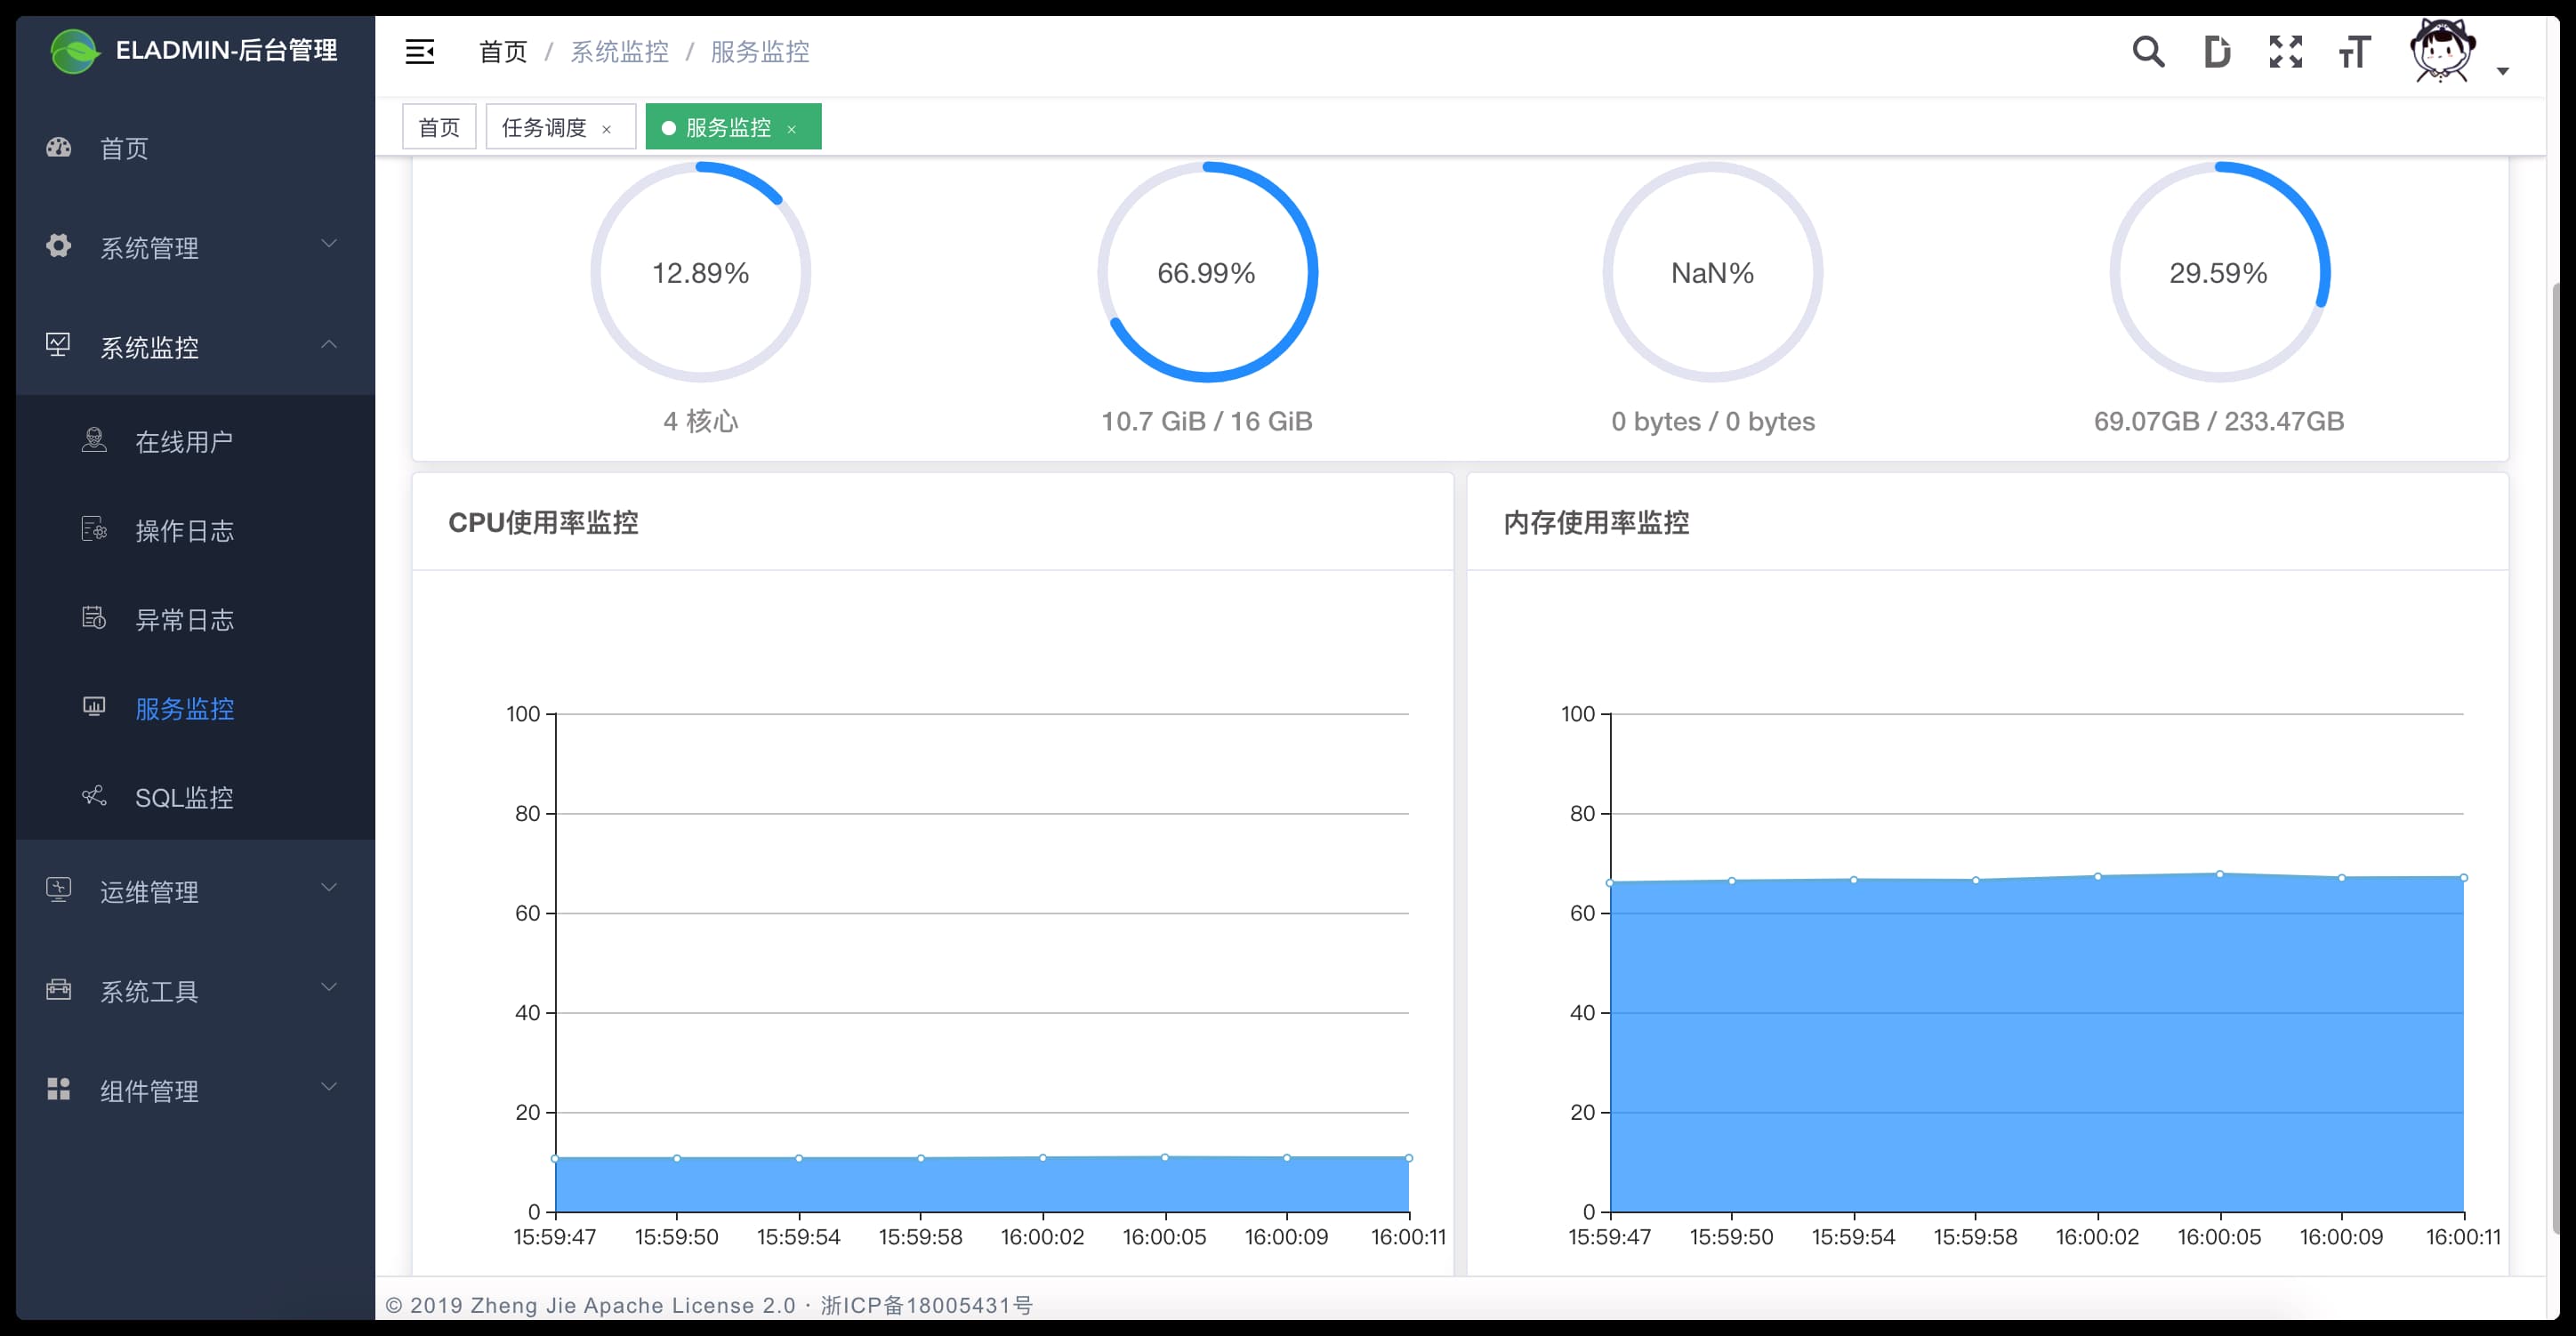 ELADMIN-后台管理
首页
系统管理
系统监控
在线用户
操作日志
异常日志
服务监控
SQL监控
运维管理
系统工具
组件管理
首页 / 系统监控 / 服务监控
首页 任务调度 × 服务监控 ×
12.89% 66.99% NaN% 29.59%
4 核心 10.7 GiB / 16 GiB 0 bytes / 0 bytes 69.07GB / 233.47GB
CPU使用率监控
100
80
60
40
20
0
15:59:47 15:59:50 15:59:54 15:59:58 16:00:02 16:00:05 16:00:09 16:00:11
内存使用率监控
100
80
60
40
20
0
15:59:47 15:59:50 15:59:54 15:59:58 16:00:02 16:00:05 16:00:09 16:00:11
© 2019 Zheng Jie Apache License 2.0 · 浙ICP备18005431号